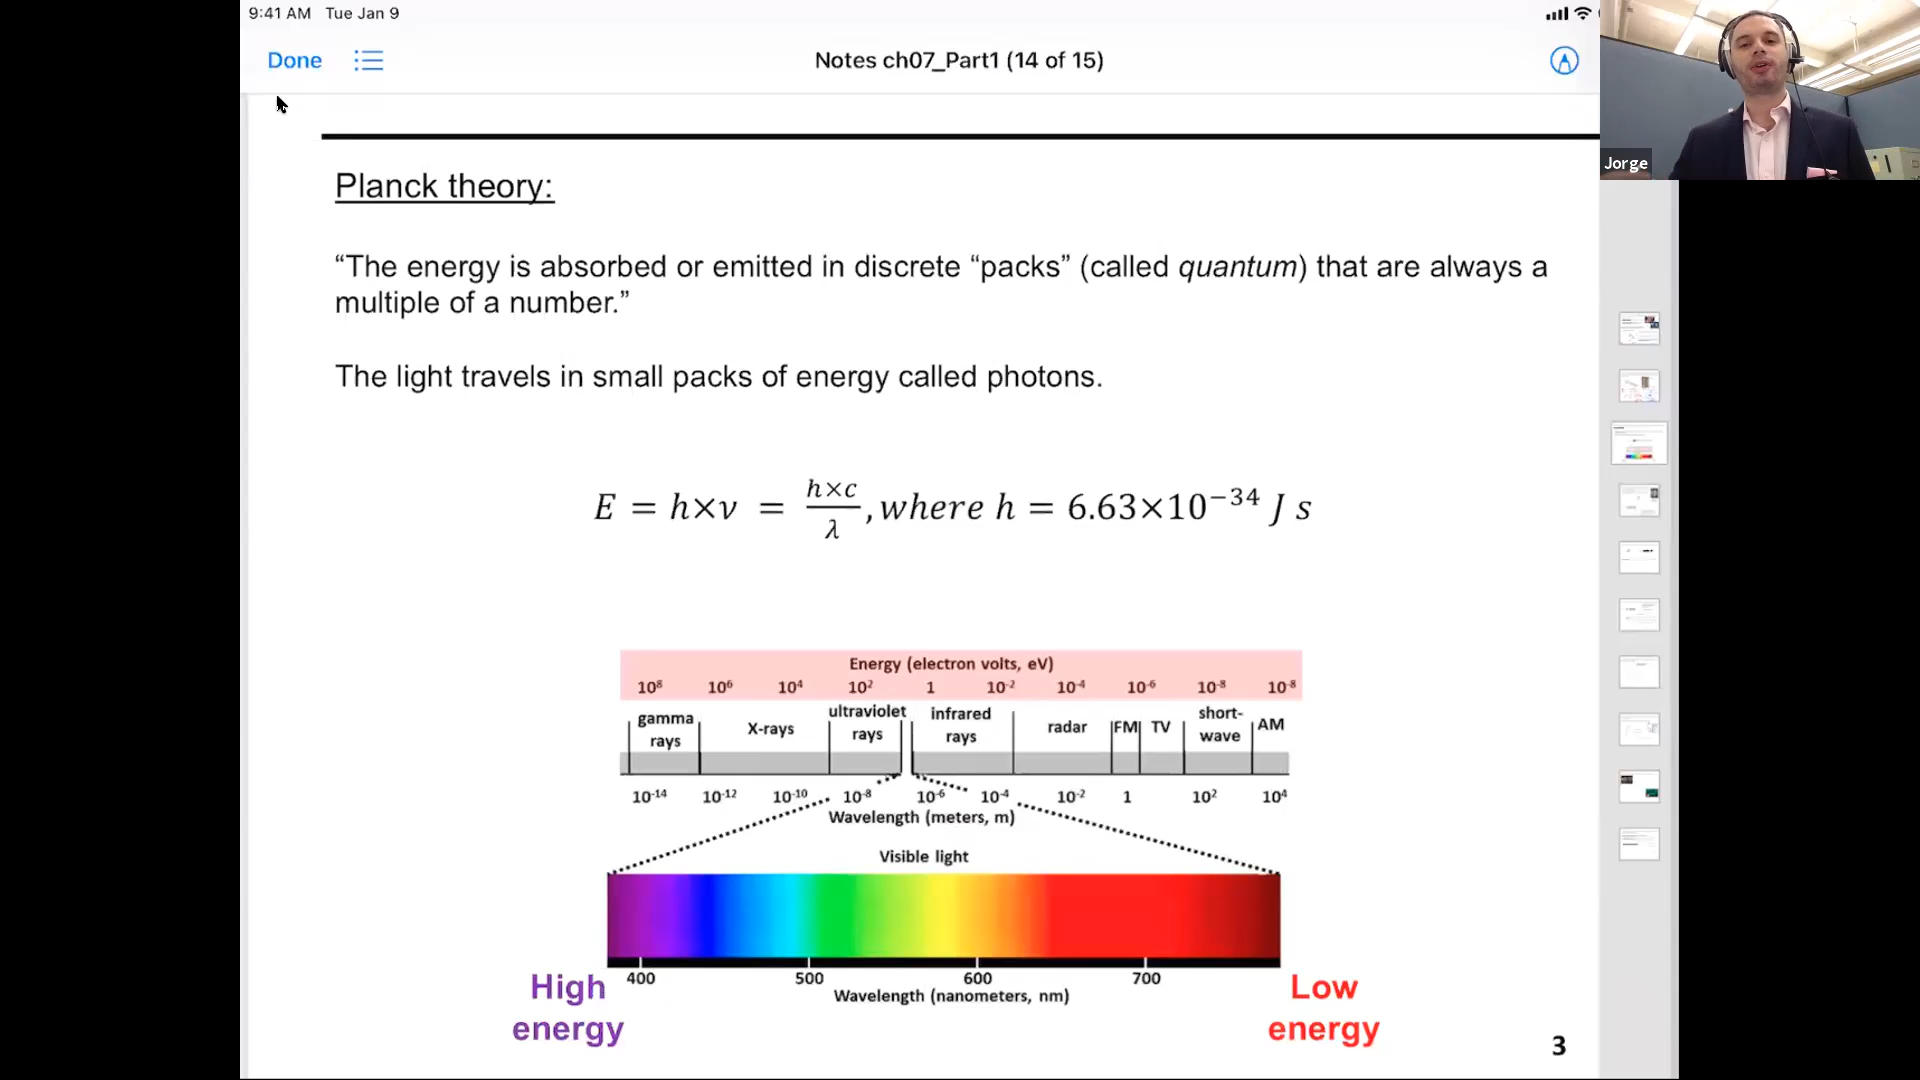 9:41 AM Tue Jan 9
Done
Notes ch07_Part1 (14 of 15)
Jorge
Planck theory:
“The energy is absorbed or emitted in discrete “packs” (called quantum) that are always a
multiple of a number.”
The light travels in small packs of energy called photons.
E = h×ν = h×c/λ, where h = 6.63×10⁻³⁴ J s
Energy (electron volts, eV)
10⁸ 10⁶ 10⁴ 10² 1 10⁻² 10⁻⁴ 10⁻⁶ 10⁻⁸ 10⁻⁸
gamma rays X-rays ultraviolet rays infrared rays radar FM TV short-wave AM
10⁻¹⁴ 10⁻¹² 10⁻¹⁰ 10⁻⁸ 10⁻⁶ 10⁻⁴ 10⁻² 1 10² 10⁴
Wavelength (meters, m)
Visible light
400 500 600 700
Wavelength (nanometers, nm)
High
energy
Low
energy
3